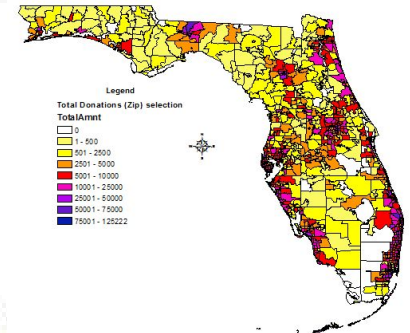 Legend
Total Donations (Zip) selection
TotalAmnt
0
1 - 500
501 - 2500
2501 - 5000
5001 - 10000
10001 - 25000
25001 - 50000
50001 - 75000
75001 - 125222